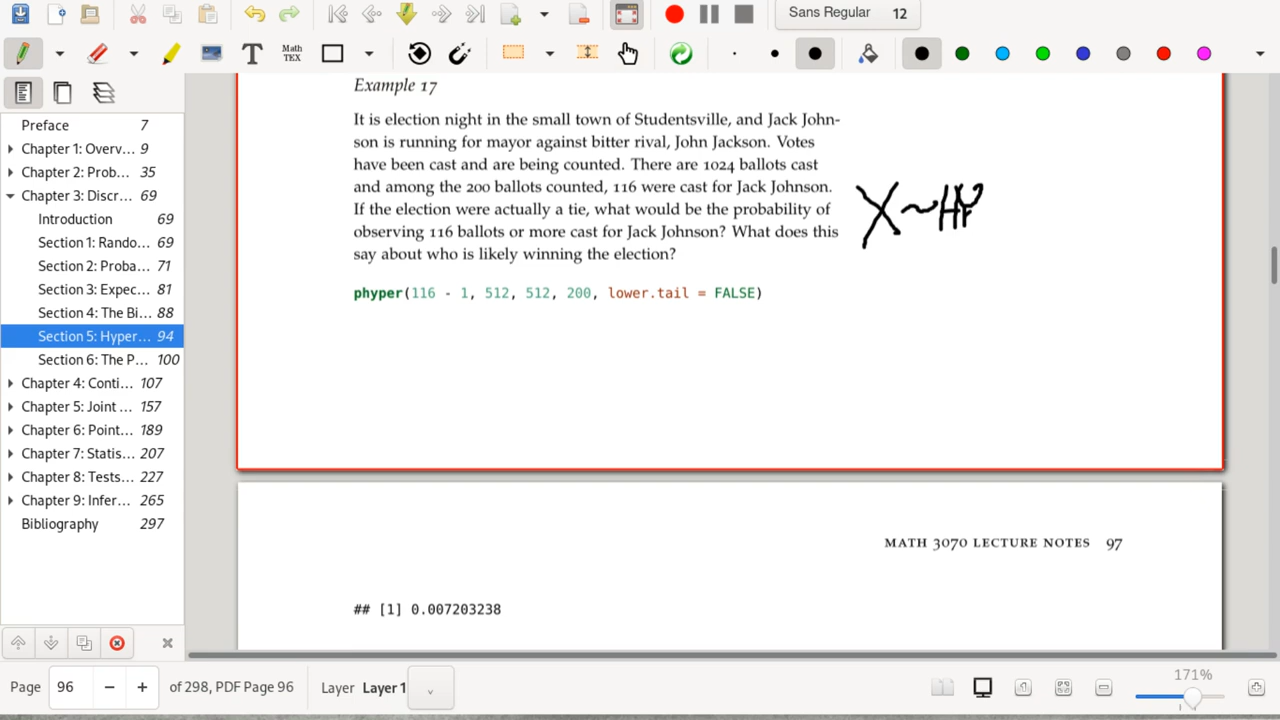 Sans Regular 12
Math
TEX
Preface 7
Chapter 1: Overv... 9
Chapter 2: Prob... 35
Chapter 3: Discr... 69
Introduction 69
Section 1: Rando... 69
Section 2: Proba... 71
Section 3: Expec... 81
Section 4: The Bi... 88
Section 5: Hyper... 94
Section 6: The P... 100
Chapter 4: Conti... 107
Chapter 5: Joint ... 157
Chapter 6: Point... 189
Chapter 7: Statis... 207
Chapter 8: Tests... 227
Chapter 9: Infer... 265
Bibliography 297
Example 17
It is election night in the small town of Studentsville, and Jack John-
son is running for mayor against bitter rival, John Jackson. Votes
have been cast and are being counted. There are 1024 ballots cast
and among the 200 ballots counted, 116 were cast for Jack Johnson.
If the election were actually a tie, what would be the probability of
observing 116 ballots or more cast for Jack Johnson? What does this
say about who is likely winning the election?
X ~
phyper(116 - 1, 512, 512, 200, lower.tail = FALSE)
MATH 3070 LECTURE NOTES 97
## [1] 0.007203238
Page 96 of 298, PDF Page 96 Layer Layer 1
171%